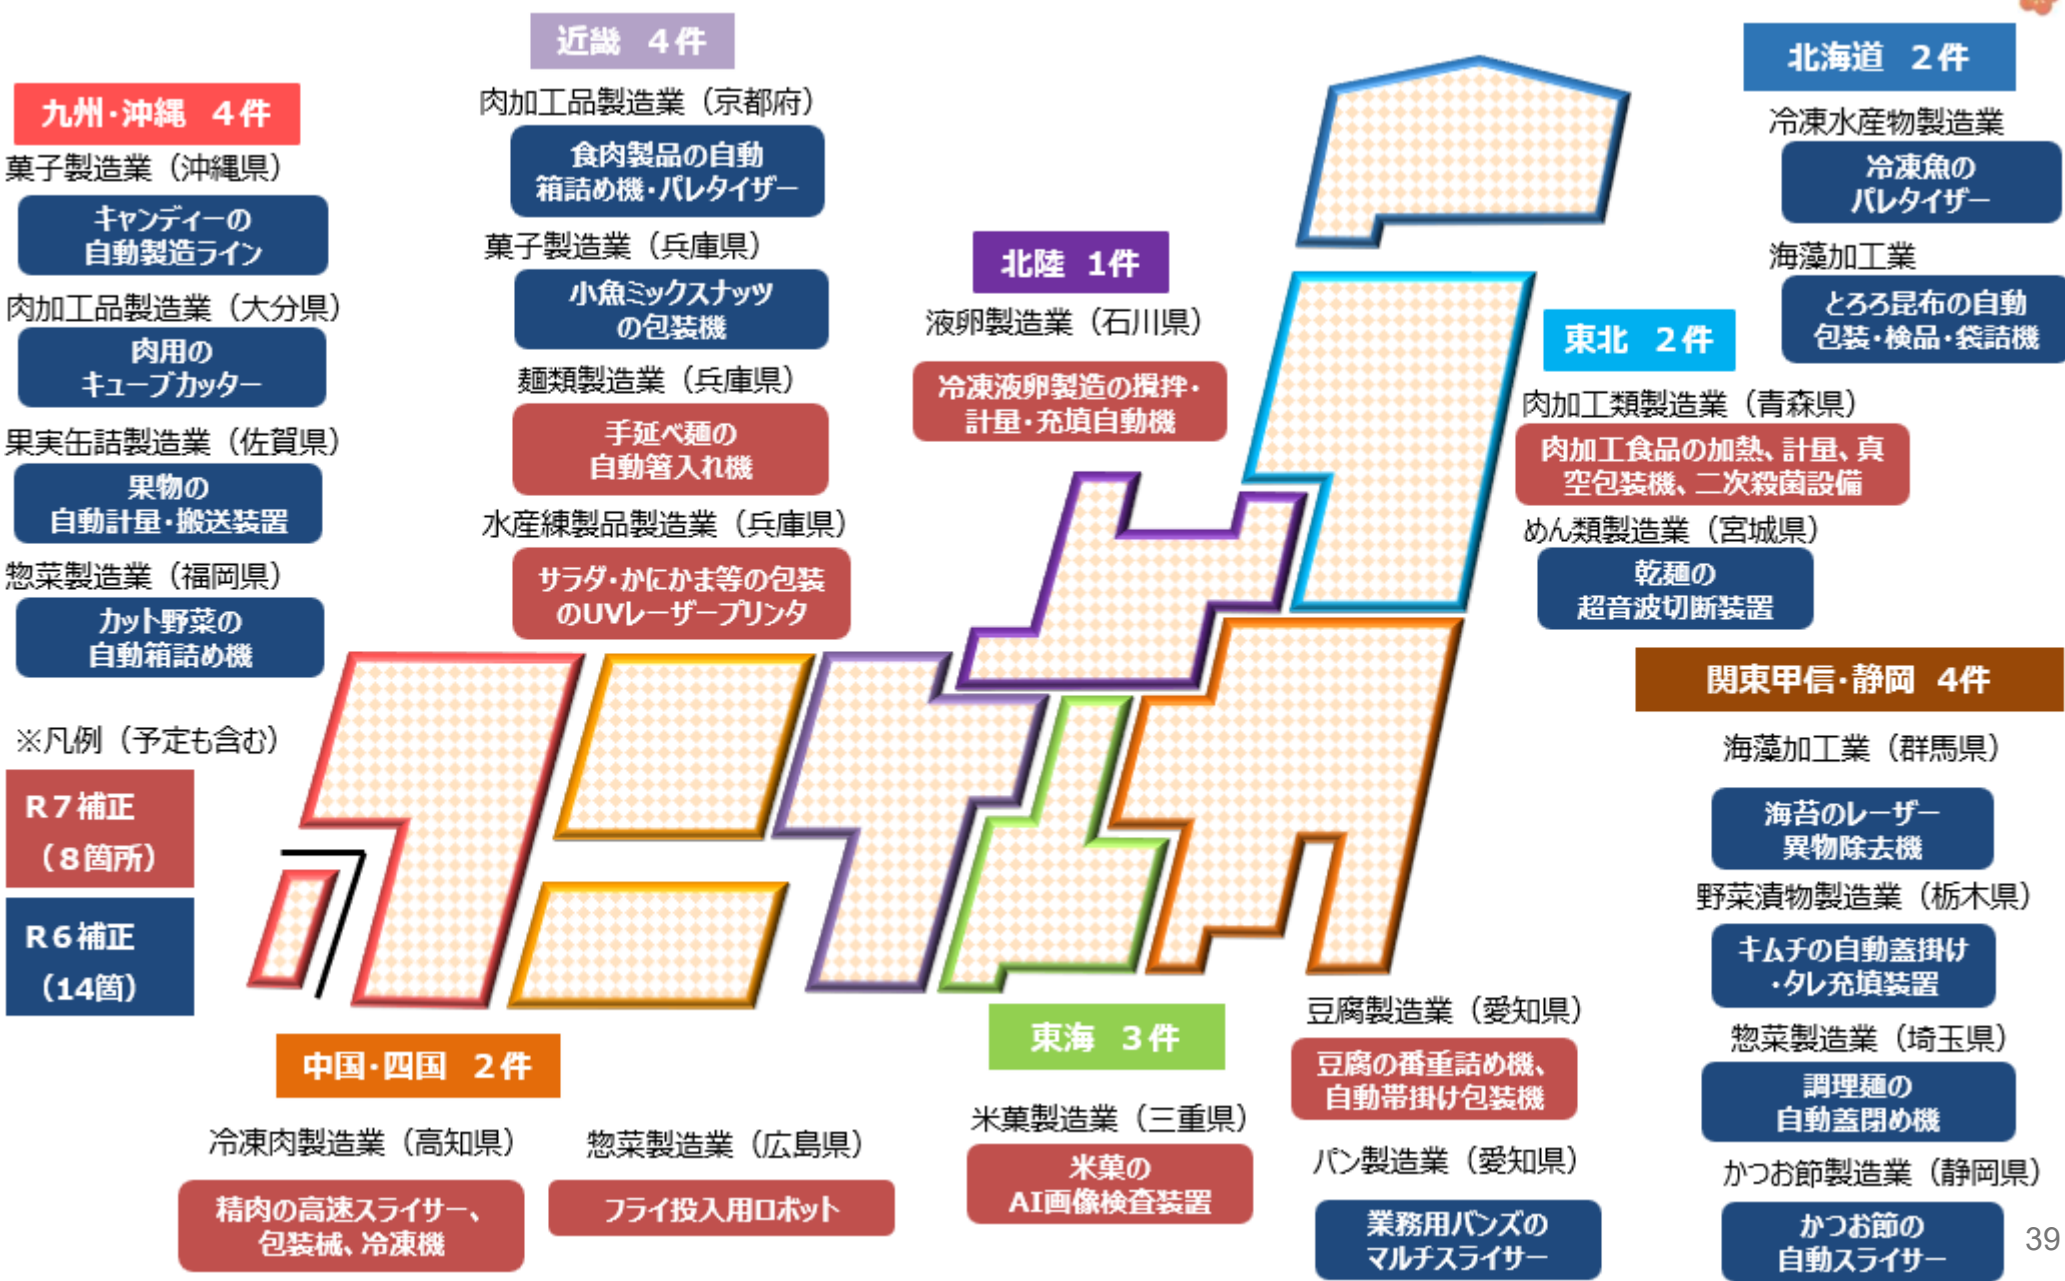 近畿 4件
肉加工品製造業（京都府）
食肉製品の自動
箱詰め機・パレタイザー
菓子製造業（兵庫県）
小魚ミックスナッツ
の包装機
麺類製造業（兵庫県）
手延べ麺の
自動箸入れ機
水産練製品製造業（兵庫県）
サラダ・かにかま等の包装
のUVレーザープリンタ
九州・沖縄 4件
菓子製造業（沖縄県）
キャンディーの
自動製造ライン
肉加工品製造業（大分県）
肉用の
キューブカッター
果実缶詰製造業（佐賀県）
果物の
自動計量・搬送装置
惣菜製造業（福岡県）
カット野菜の
自動箱詰め機
※凡例（予定も含む）
R７補正
（８箇所）
R６補正
（14箇）
北陸 1件
液卵製造業（石川県）
冷凍液卵製造の攪拌・
計量・充填自動機
北海道 2件
冷凍水産物製造業
冷凍魚の
パレタイザー
海藻加工業
とろろ昆布の自動
包装・検品・袋詰機
東北 2件
肉加工類製造業（青森県）
肉加工食品の加熱、計量、真
空包装機、二次殺菌設備
めん類製造業（宮城県）
乾麺の
超音波切断装置
関東甲信・静岡 4件
海藻加工業（群馬県）
海苔のレーザー
異物除去機
野菜漬物製造業（栃木県）
キムチの自動蓋掛け
・タレ充填装置
惣菜製造業（埼玉県）
調理麺の
自動蓋閉め機
かつお節製造業（静岡県）
かつお節の
自動スライサー
中国・四国 2件
冷凍肉製造業（高知県）
精肉の高速スライサー、
包装械、冷凍機
惣菜製造業（広島県）
フライ投入用ロボット
東海 3件
米菓製造業（三重県）
米菓の
AI画像検査装置
豆腐製造業（愛知県）
豆腐の番重詰め機、
自動帯掛け包装機
パン製造業（愛知県）
業務用バンズの
マルチスライサー
39